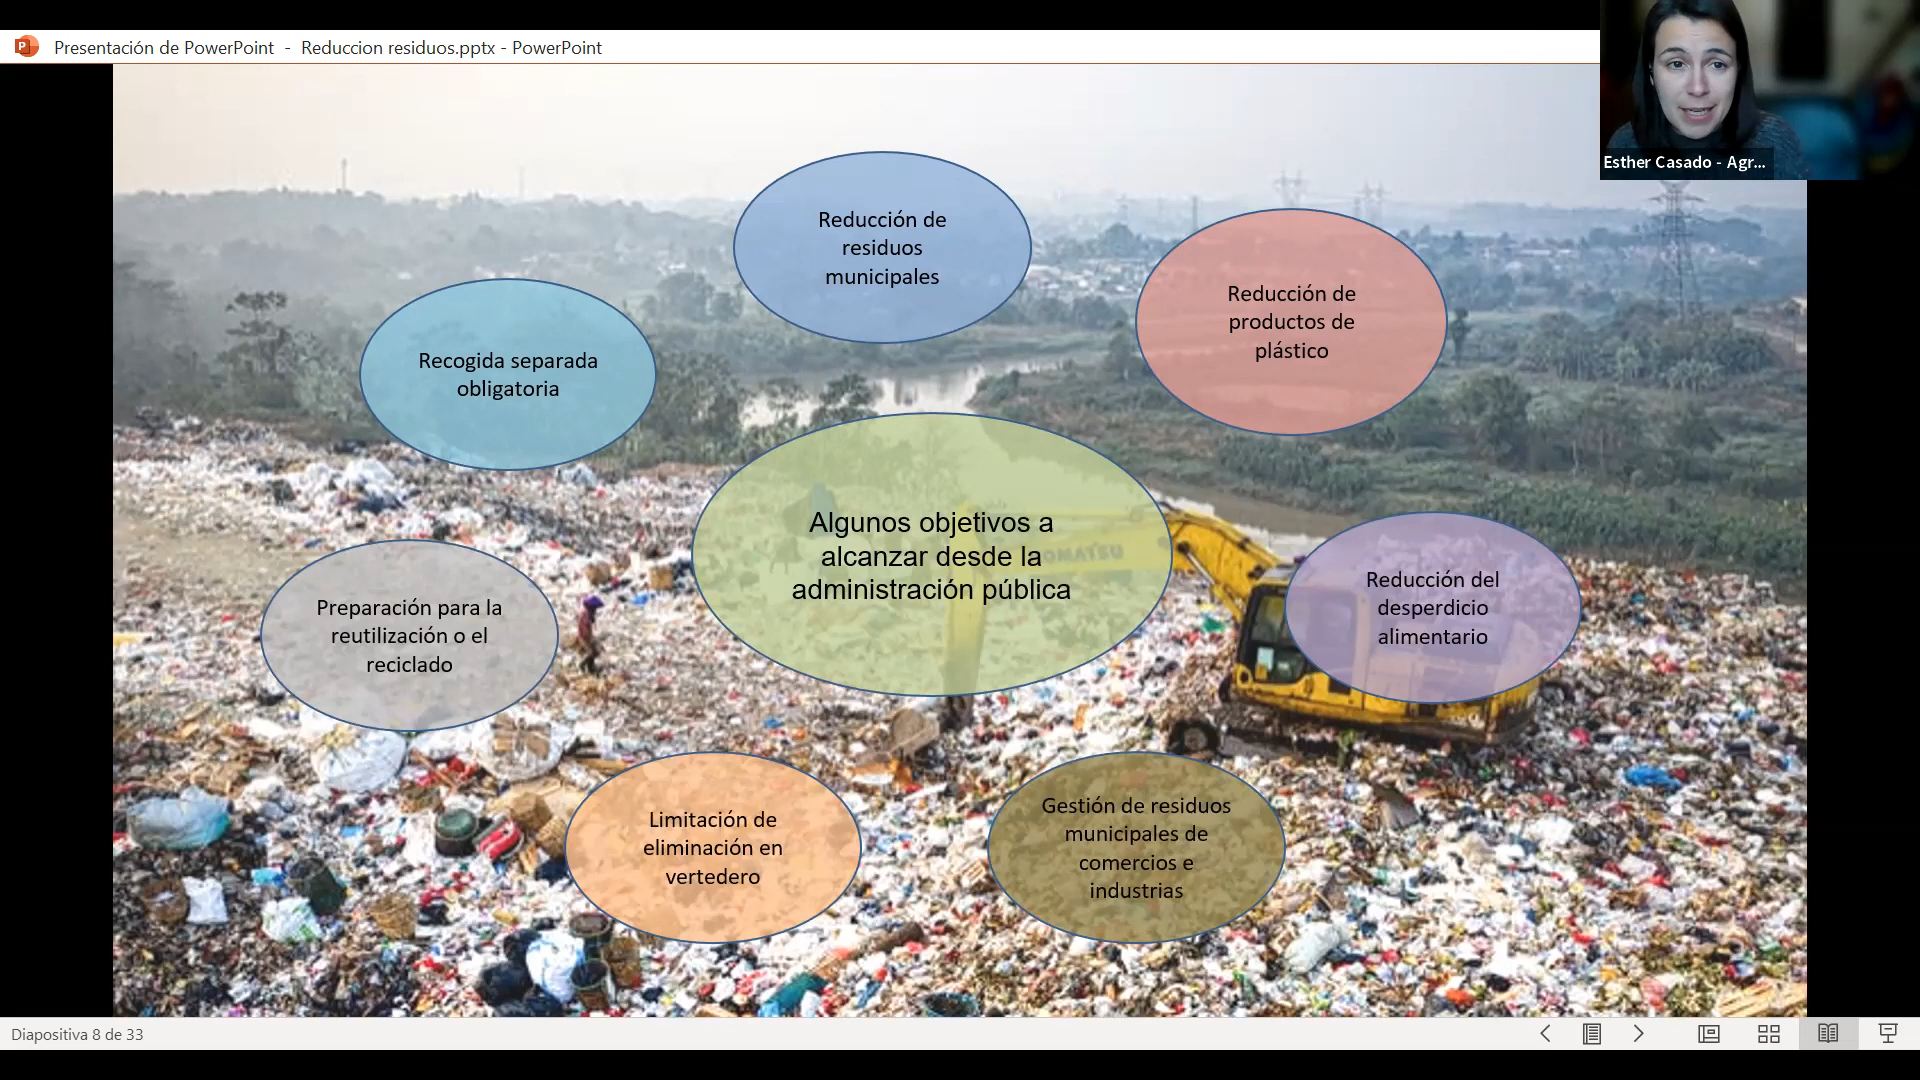 Presentación de PowerPoint - Reduccion residuos.pptx - PowerPoint
Esther Casado - Agr...
Reducción de
residuos
municipales
Reducción de
productos de
plástico
Recogida separada
obligatoria
Algunos objetivos a
alcanzar desde la
administración pública
Reducción del
desperdicio
alimentario
Preparación para la
reutilización o el
reciclado
Limitación de
eliminación en
vertedero
Gestión de residuos
municipales de
comercios e
industrias
KOMATSU
Diapositiva 8 de 33